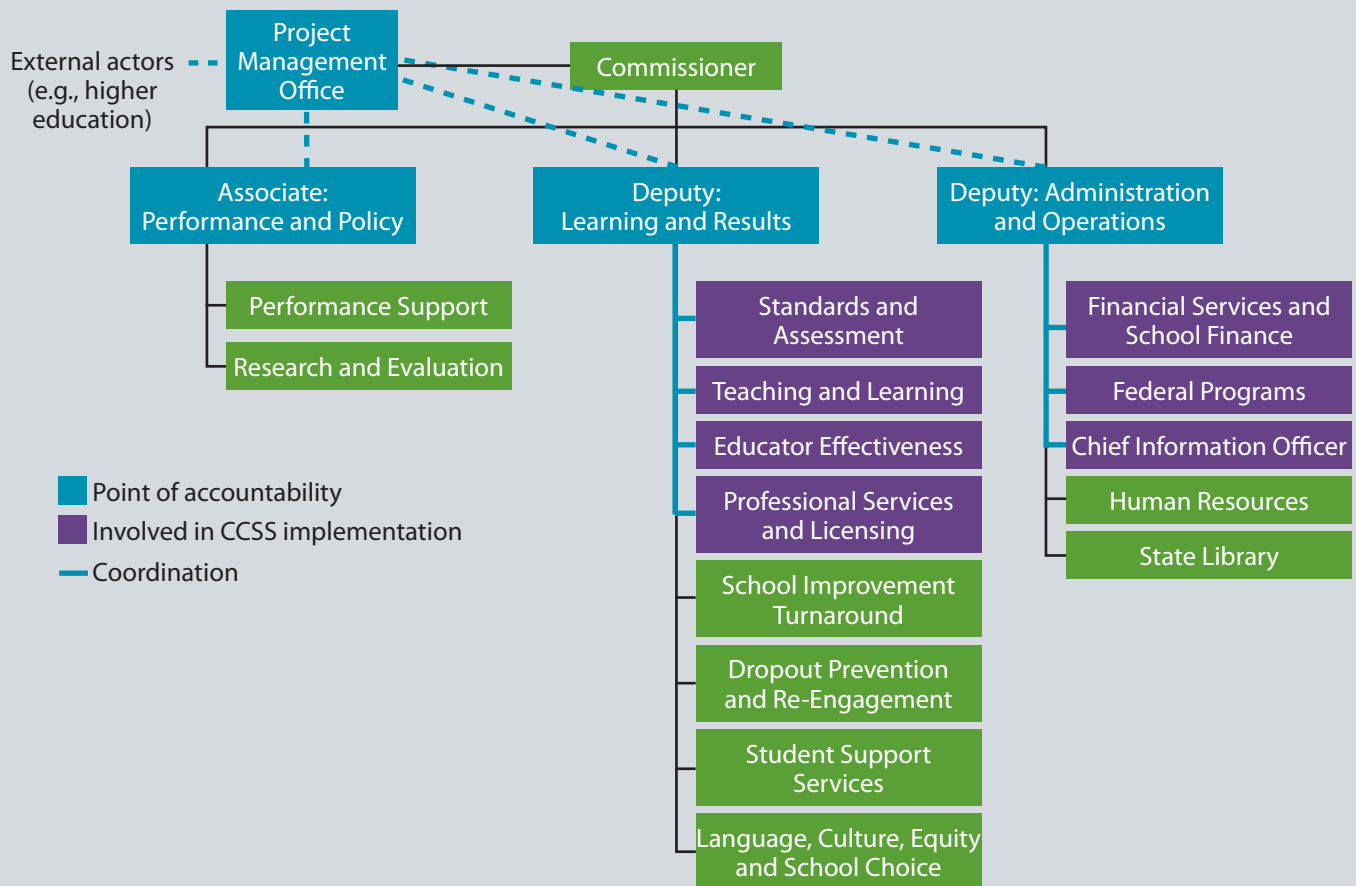 Project
Management
Office
External actors
(e.g., higher
education)
Commissioner
Associate:
Performance and Policy
Deputy:
Learning and Results
Deputy: Administration
and Operations
Performance Support
Research and Evaluation
Standards and
Assessment
Teaching and Learning
Educator Effectiveness
Professional Services
and Licensing
School Improvement
Turnaround
Dropout Prevention
and Re-Engagement
Student Support
Services
Language, Culture, Equity
and School Choice
Financial Services and
School Finance
Federal Programs
Chief Information Officer
Human Resources
State Library
Point of accountability
Involved in CCSS implementation
Coordination